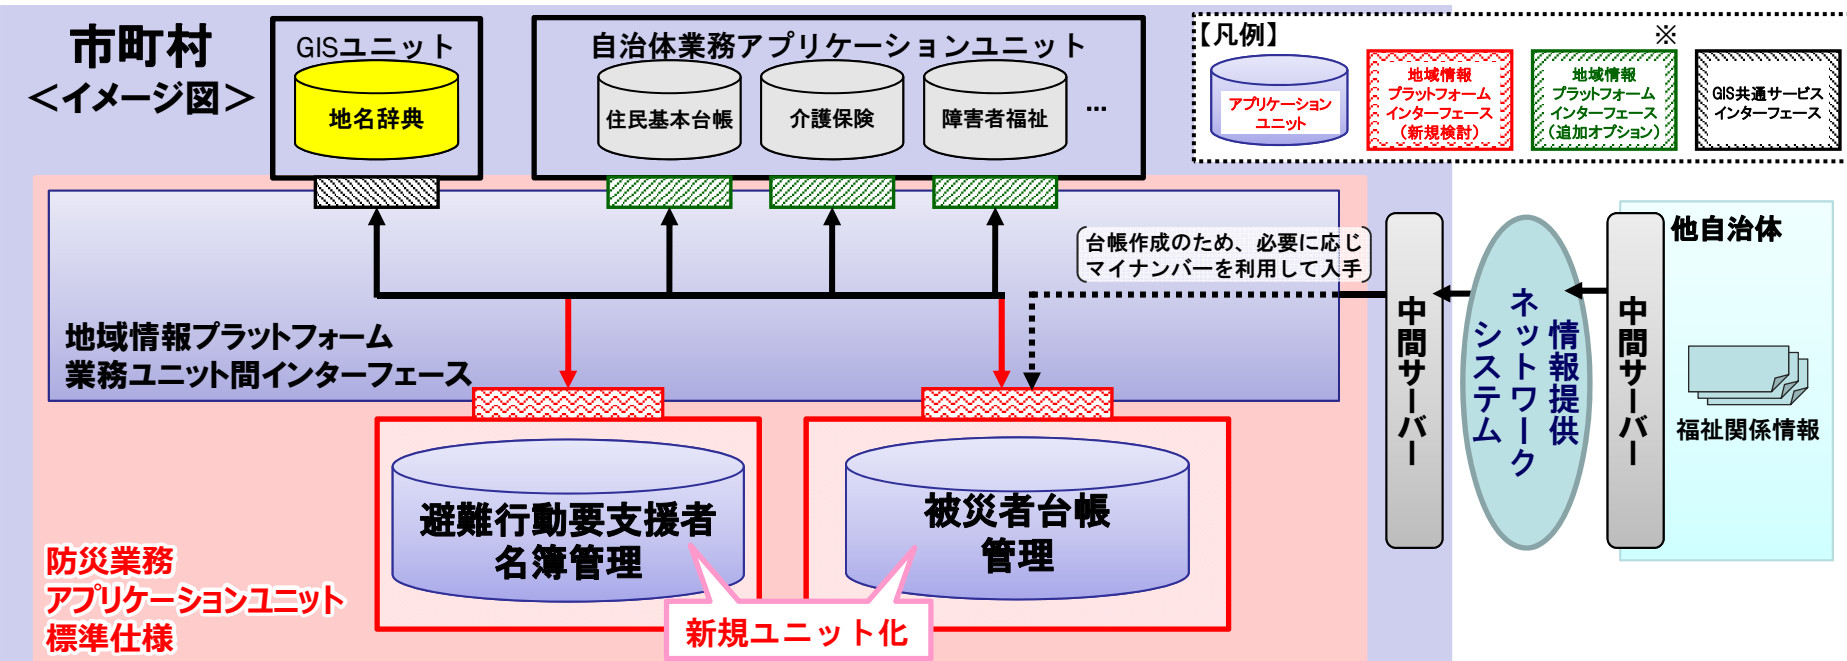 市町村
＜イメージ図＞
GISユニット
地名辞典
自治体業務アプリケーションユニット
住民基本台帳
介護保険
障害者福祉
…
【凡例】
※
アプリケーション
ユニット
地域情報
プラットフォーム
インターフェース
（新規検討）
地域情報
プラットフォーム
インターフェース
（追加オプション）
GIS共通サービス
インターフェース
台帳作成のため、必要に応じ
マイナンバーを利用して入手
地域情報プラットフォーム
業務ユニット間インターフェース
中間サーバー
情報提供
ネットワーク
システム
中間サーバー
他自治体
福祉関係情報
避難行動要支援者
名簿管理
被災者台帳
管理
新規ユニット化
防災業務
アプリケーションユニット
標準仕様